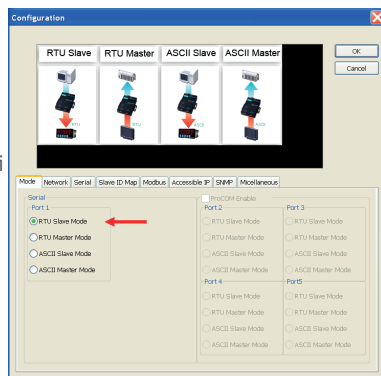 Configuration
RTU Slave RTU Master ASCII Slave ASCII Master
OK
Cancel
RTU RTU ASCII ASCII
Mode Network Serial Slave ID Map Modbus Accessible IP SNMP Micellaneous
Serial
ProCOM Enable
Port 1
RTU Slave Mode
RTU Master Mode
ASCII Slave Mode
ASCII Master Mode
Port 2
RTU Slave Mode
RTU Master Mode
ASCII Slave Mode
ASCII Master Mode
Port 3
RTU Slave Mode
RTU Master Mode
ASCII Slave Mode
ASCII Master Mode
Port 4
RTU Slave Mode
RTU Master Mode
ASCII Slave Mode
ASCII Master Mode
Port5
RTU Slave Mode
RTU Master Mode
ASCII Slave Mode
ASCII Master Mode